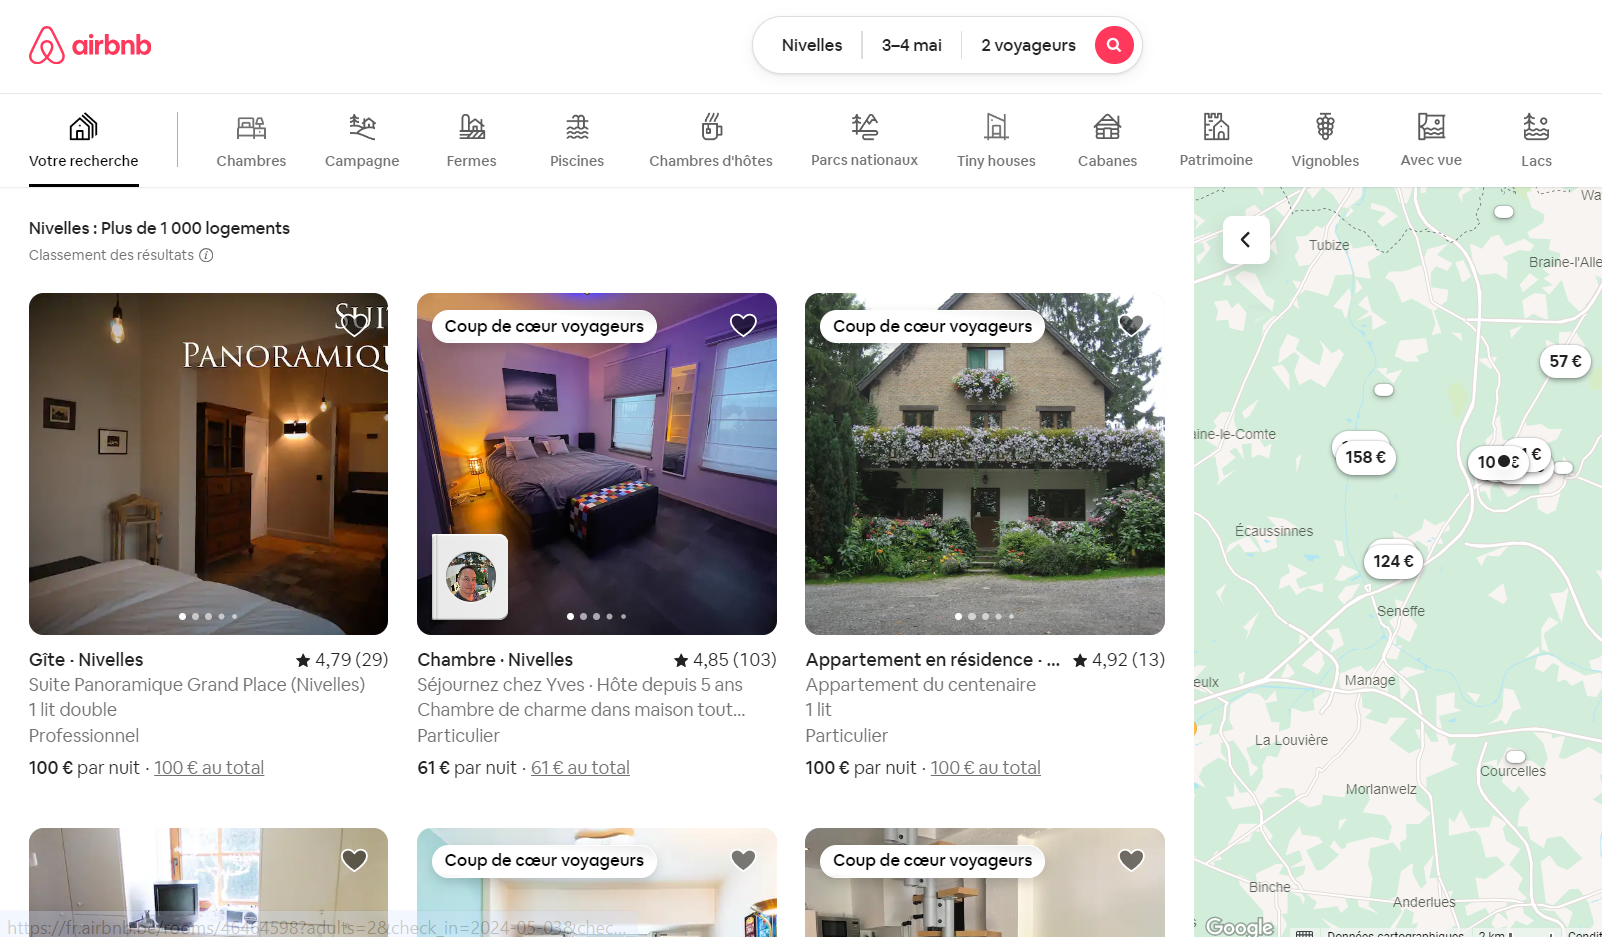 airbnb
Nivelles
3–4 mai
2 voyageurs
Votre recherche
Chambres
Campagne
Fermes
Piscines
Chambres d'hôtes
Parcs nationaux
Tiny houses
Cabanes
Patrimoine
Vignobles
Avec vue
Lacs
Nivelles : Plus de 1 000 logements
Classement des résultats
PANORAMIQU
Coup de cœur voyageurs
Coup de cœur voyageurs
Gîte · Nivelles
4,79 (29)
Suite Panoramique Grand Place (Nivelles)
1 lit double
Professionnel
100 € par nuit · 100 € au total
Chambre · Nivelles
4,85 (103)
Séjournez chez Yves · Hôte depuis 5 ans
Chambre de charme dans maison tout...
Particulier
61 € par nuit · 61 € au total
Appartement en résidence · ...
4,92 (13)
Appartement du centenaire
1 lit
Particulier
100 € par nuit · 100 € au total
Coup de cœur voyageurs
Coup de cœur voyageurs
https://fr.airbnb.be/rooms/46464598?adults=2&check_in=2024-05-03&chec...
Wa
Tubize
Braine-l'Alle
57 €
aine-le-Comte
158 €
10 €
€
Écaussinnes
124 €
Seneffe
eulx
Manage
La Louvière
Courcelles
Morlanwelz
Binche
Anderlues
Google
Données cartographiques
2 km
Condit